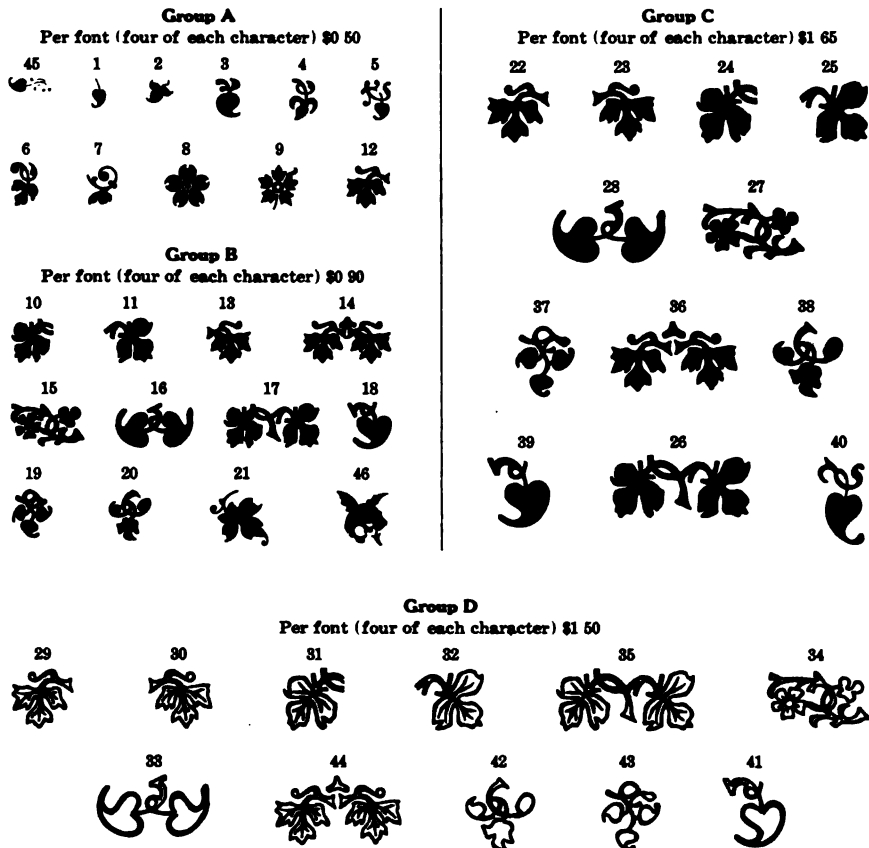 Group A
Per font (four of each character) $0 50
45 1 2 3 4 5
6 7 8 9 12
Group B
Per font (four of each character) $0 90
10 11 13 14
15 16 17 18
19 20 21 46
Group C
Per font (four of each character) $1 65
22 23 24 25
28 27
37 36 38
39 26 40
Group D
Per font (four of each character) $1 50
29 30 31 32 35 34
33 44 42 43 41